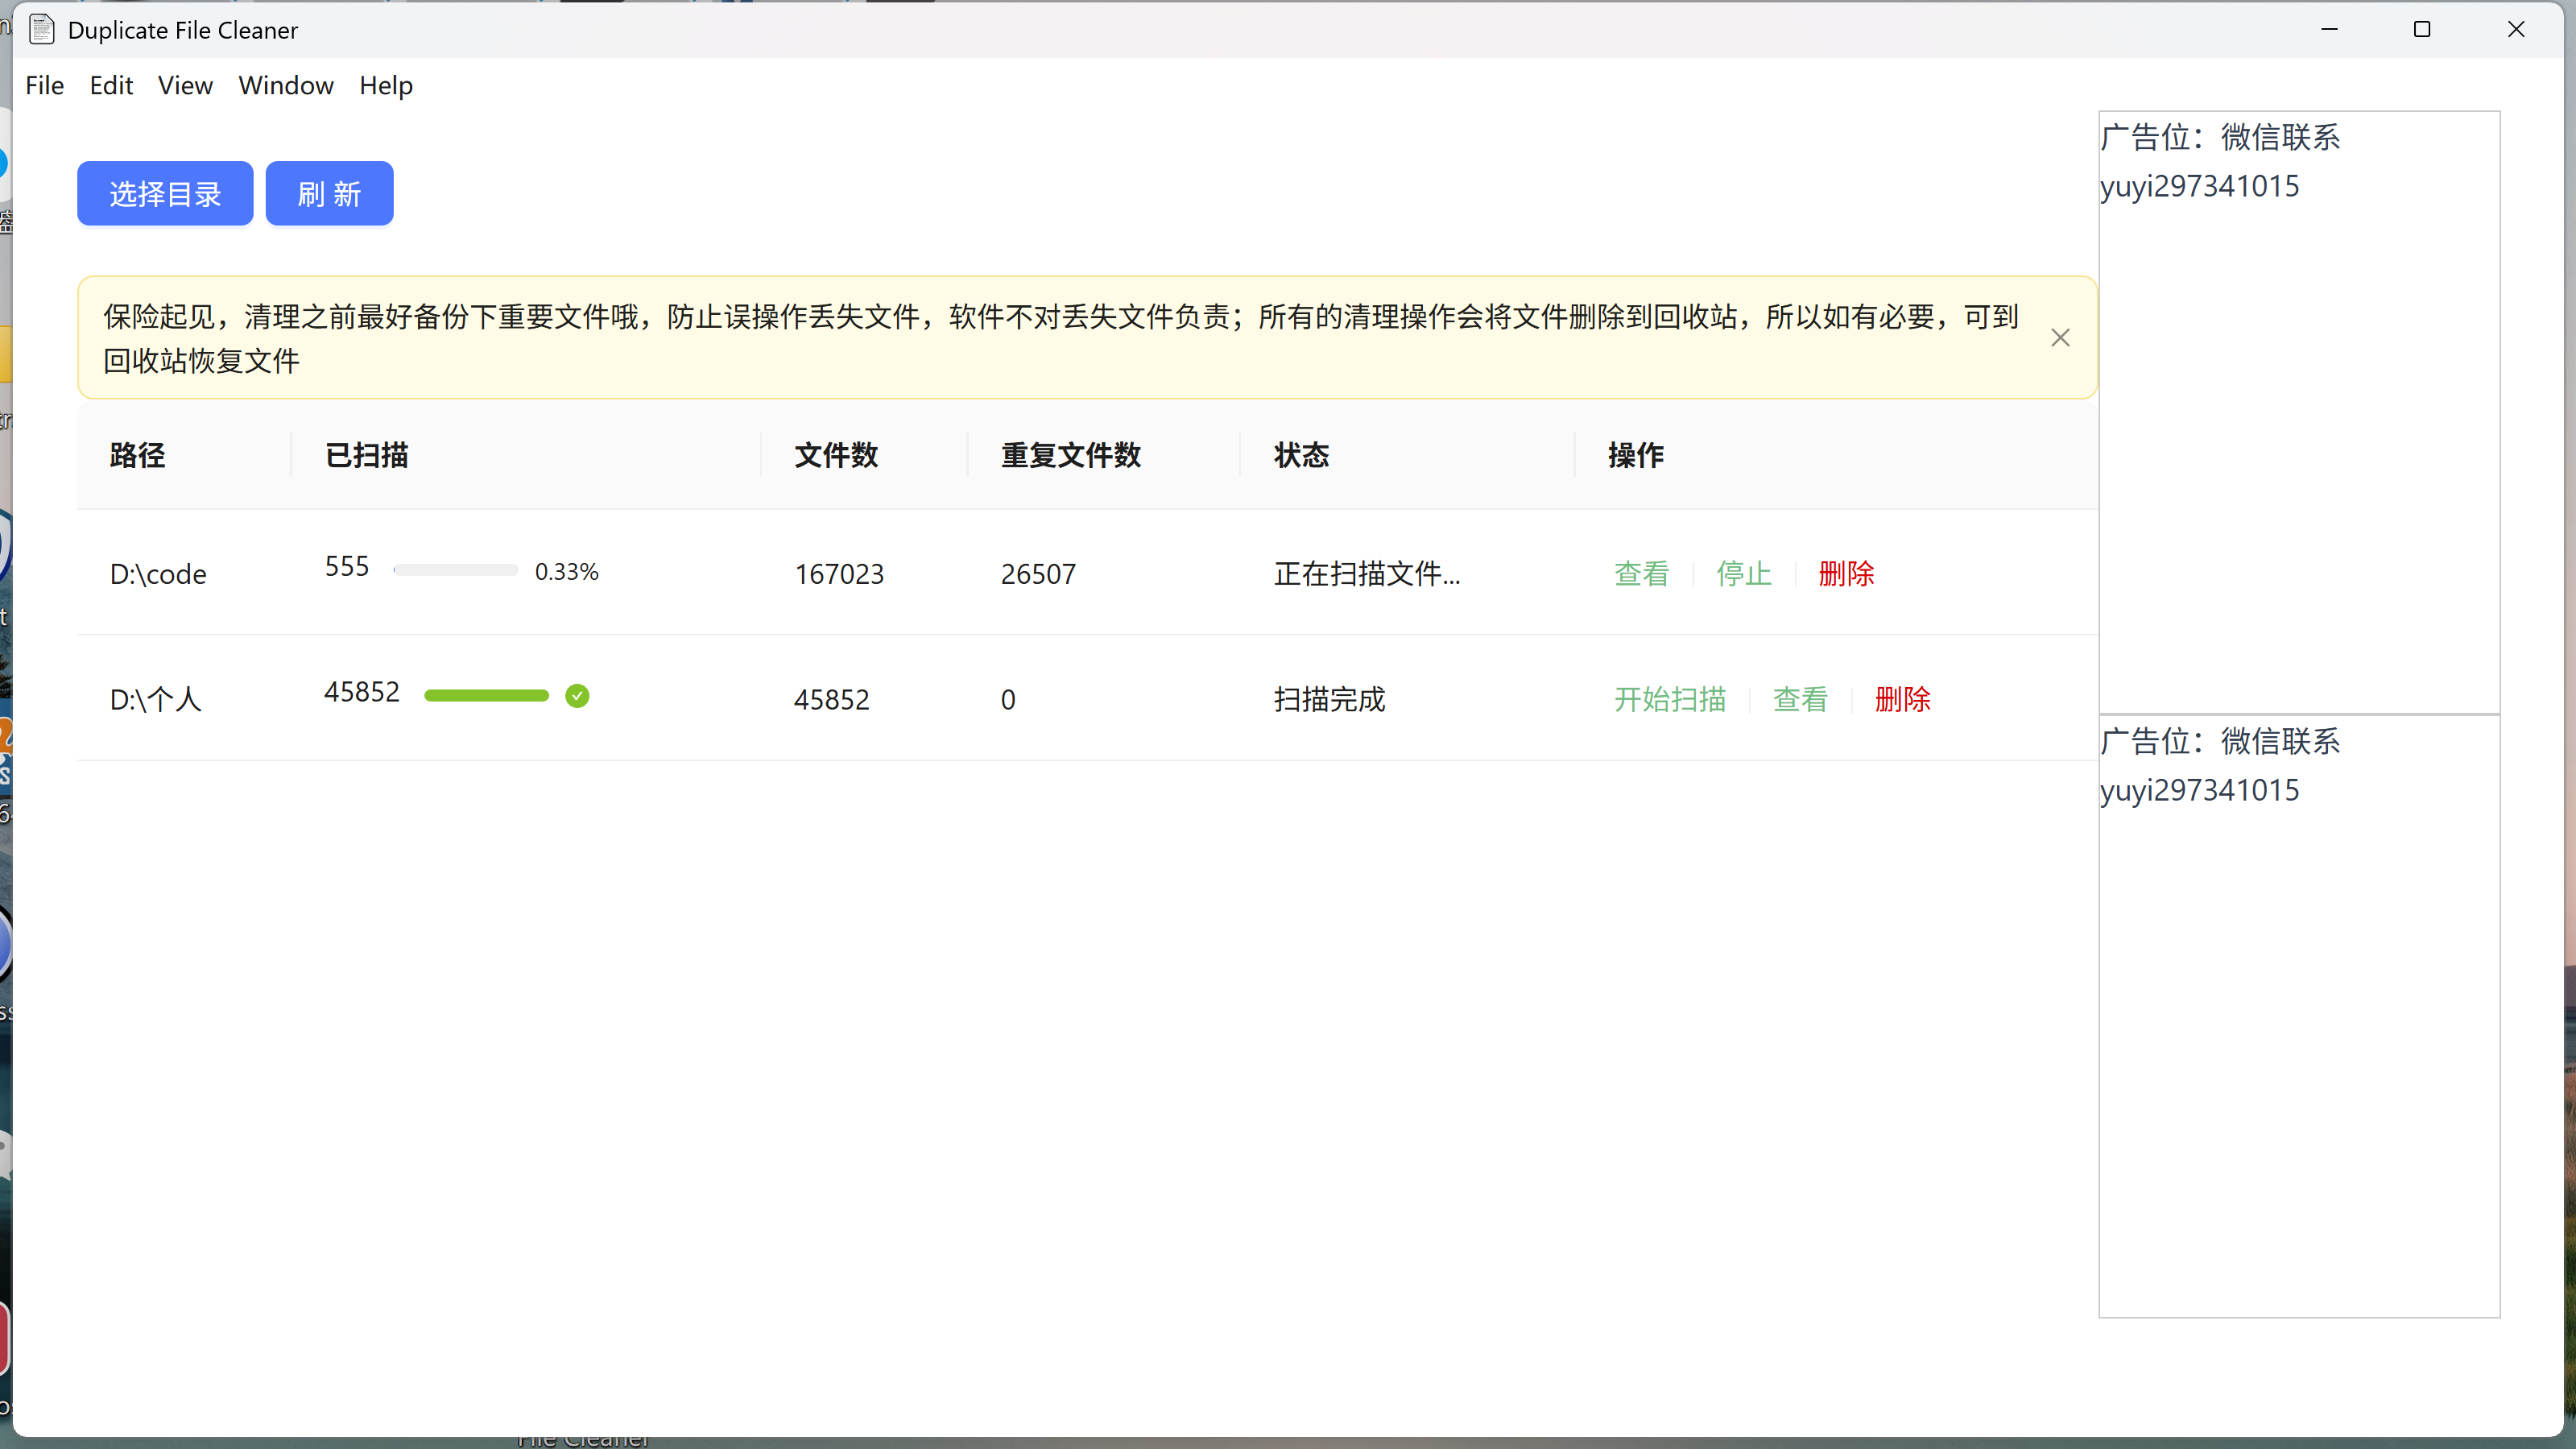 Duplicate File Cleaner
File Edit View Window Help
选择目录 刷 新
保险起见，清理之前最好备份下重要文件哦，防止误操作丢失文件，软件不对丢失文件负责；所有的清理操作会将文件删除到回收站，所以如有必要，可到
回收站恢复文件
路径 已扫描 文件数 重复文件数 状态 操作
D:\code 555 0.33% 167023 26507 正在扫描文件... 查看 停止 删除
D:\个人 45852 45852 0 扫描完成 开始扫描 查看 删除
广告位：微信联系
yuyi297341015
广告位：微信联系
yuyi297341015
File Cleaner